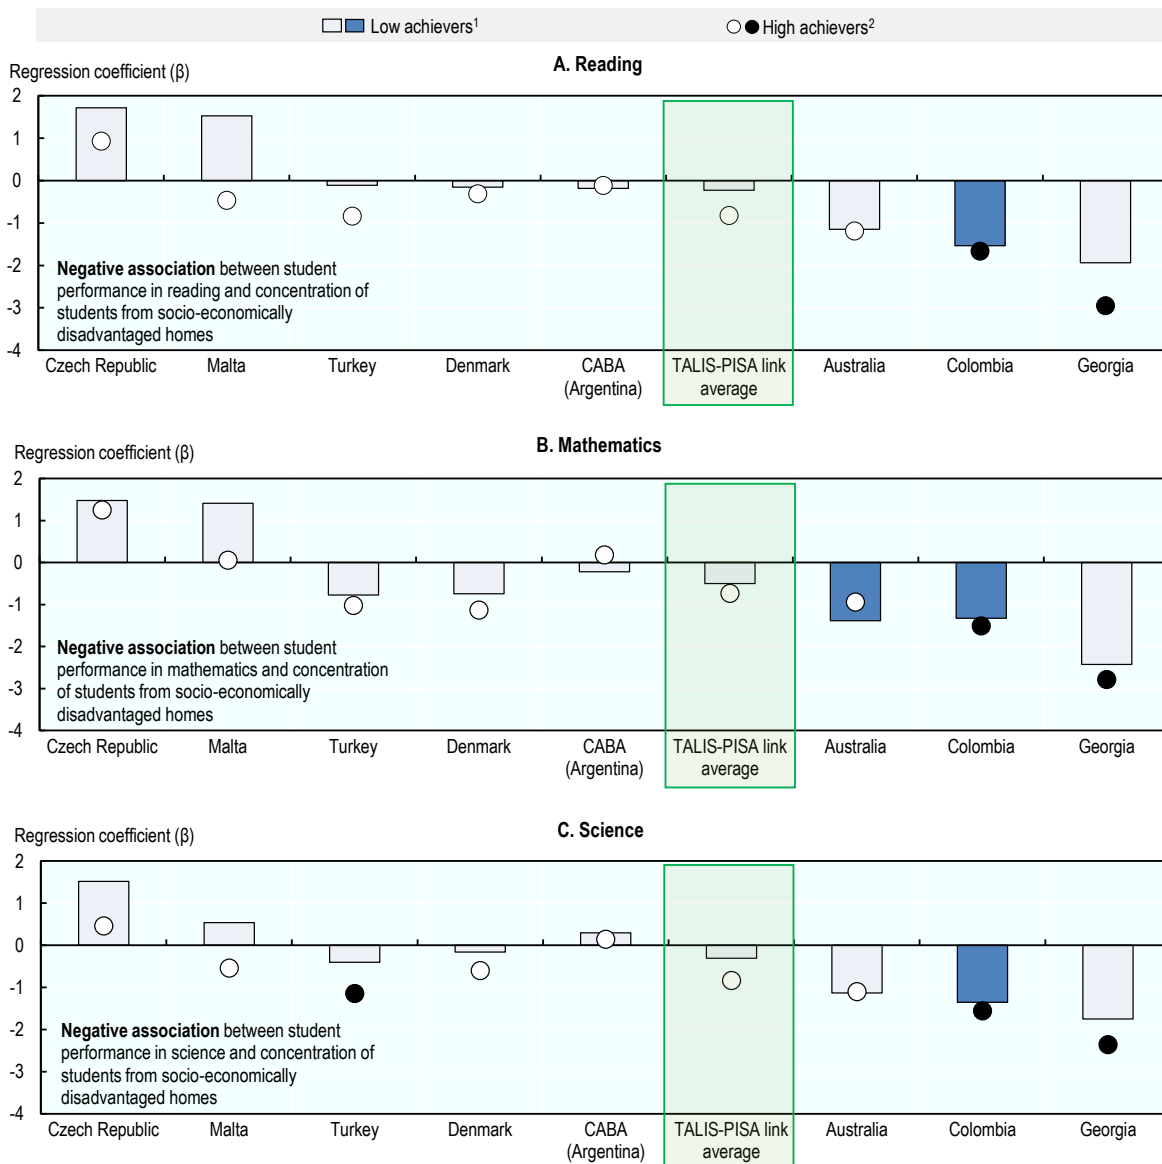 Low achievers1 High achievers2
A. Reading
Regression coefficient (β)
2
1
0
-1
-2
-3
-4
Negative association between student
performance in reading and concentration of
students from socio-economically
disadvantaged homes
Czech Republic Malta Turkey Denmark CABA TALIS-PISA link Australia Colombia Georgia
(Argentina) average
B. Mathematics
Regression coefficient (β)
2
1
0
-1
-2
-3
-4
Negative association between student
performance in mathematics and concentration
of students from socio-economically
disadvantaged homes
Czech Republic Malta Turkey Denmark CABA TALIS-PISA link Australia Colombia Georgia
(Argentina) average
C. Science
Regression coefficient (β)
2
1
0
-1
-2
-3
-4
Negative association between student
performance in science and concentration of
students from socio-economically
disadvantaged homes
Czech Republic Malta Turkey Denmark CABA TALIS-PISA link Australia Colombia Georgia
(Argentina) average